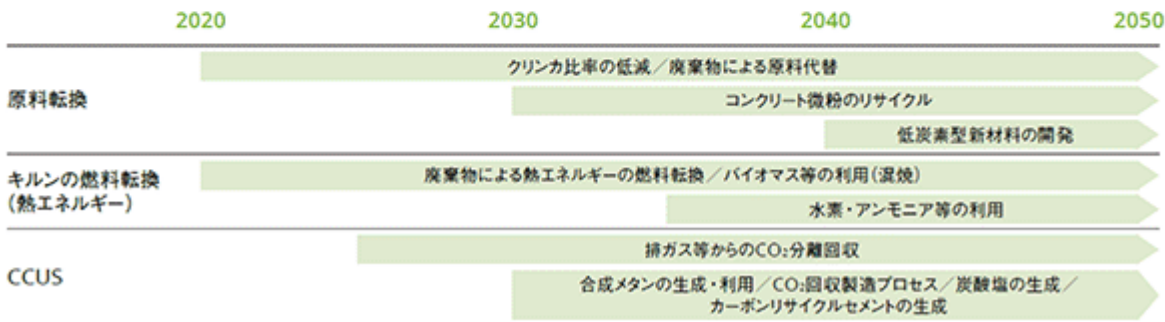 2020 2030 2040 2050
クリンカ比率の低減／廃棄物による原料代替
原料転換
コンクリート微粉のリサイクル
低炭素型新材料の開発
キルンの燃料転換
(熱エネルギー)
廃棄物による熱エネルギーの燃料転換／バイオマス等の利用(混焼)
水素・アンモニア等の利用
CCUS
排ガス等からのCO₂分離回収
合成メタンの生成・利用／CO₂回収製造プロセス／炭酸塩の生成／
カーボンリサイクルセメントの生成